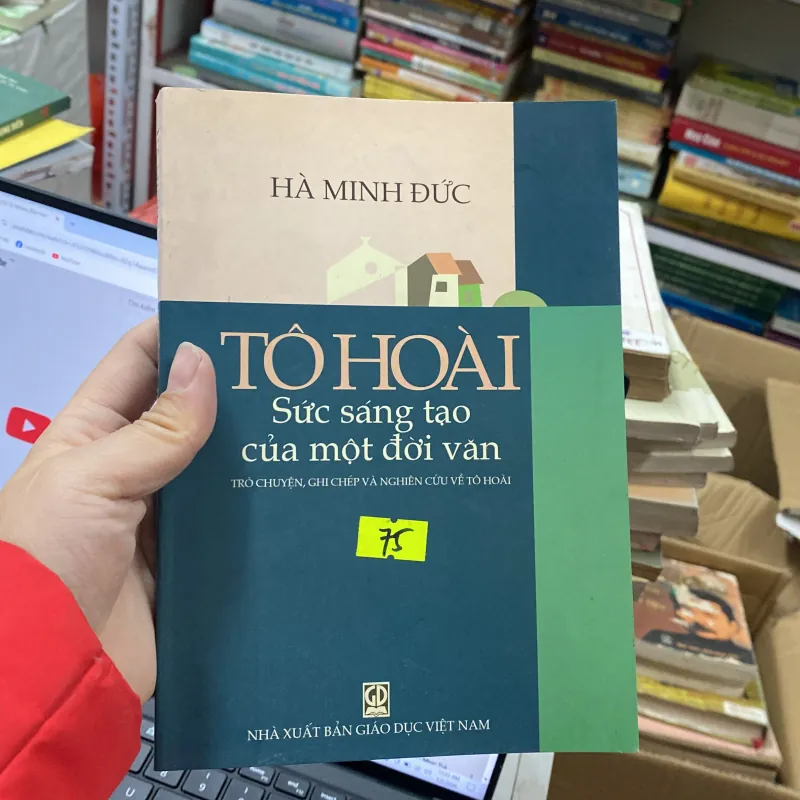 HÀ MINH ĐỨC
TÔ HOÀI
Sức sáng tạo
của một đời văn
TRÒ CHUYỆN, GHI CHÉP VÀ NGHIÊN CỨU VỀ TÔ HOÀI
75
GD
NHÀ XUẤT BẢN GIÁO DỤC VIỆT NAM